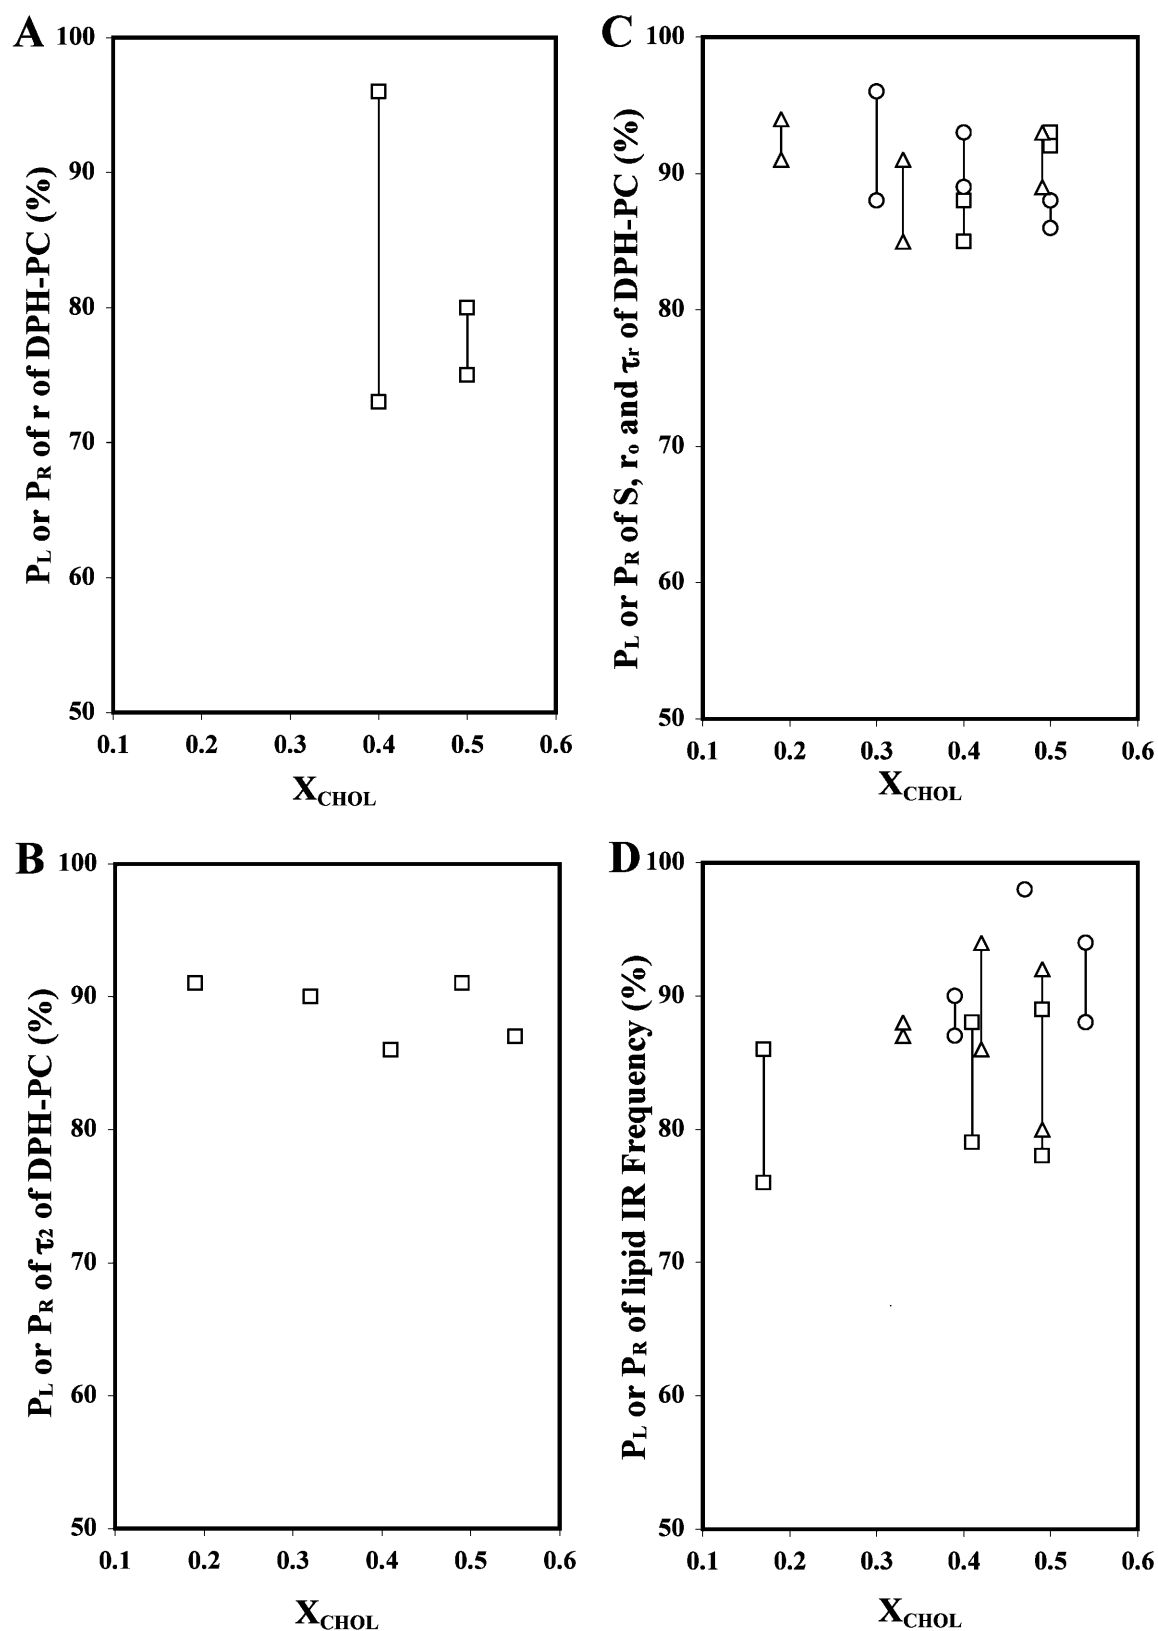 A
100
90
80
70
60
50
0.1 0.2 0.3 0.4 0.5 0.6
XCHOL
PL or PR of r of DPH-PC (%)
C
100
90
80
70
60
50
0.1 0.2 0.3 0.4 0.5 0.6
XCHOL
PL or PR of S, ro and τr of DPH-PC (%)
B
100
90
80
70
60
50
0.1 0.2 0.3 0.4 0.5 0.6
XCHOL
PL or PR of τ2 of DPH-PC (%)
D
100
90
80
70
60
50
0.1 0.2 0.3 0.4 0.5 0.6
XCHOL
PL or PR of lipid IR Frequency (%)